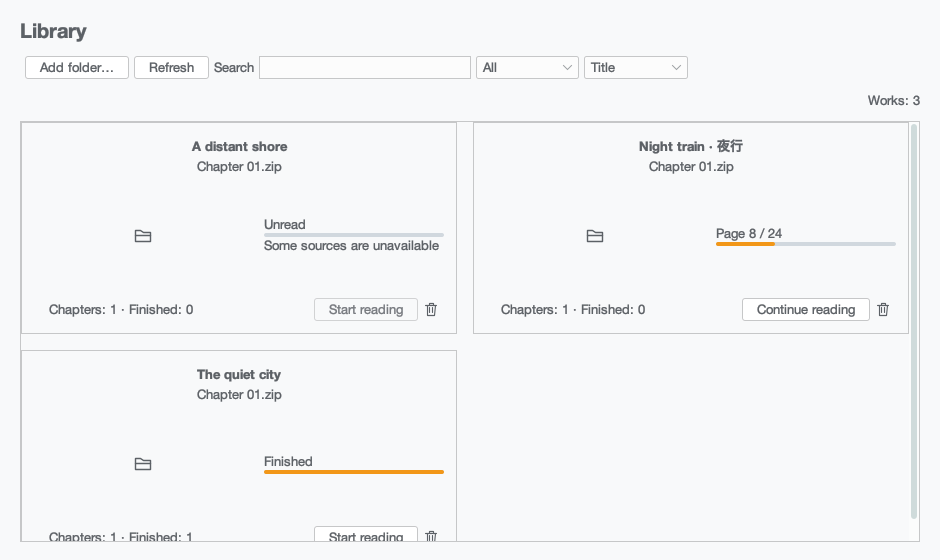 Library
Add folder... Refresh Search All Title
Works: 3
A distant shore
Chapter 01.zip
Unread
Some sources are unavailable
Chapters: 1 · Finished: 0 Start reading
Night train · 夜行
Chapter 01.zip
Page 8 / 24
Chapters: 1 · Finished: 0 Continue reading
The quiet city
Chapter 01.zip
Finished
Chapters: 1 · Finished: 1 Start reading